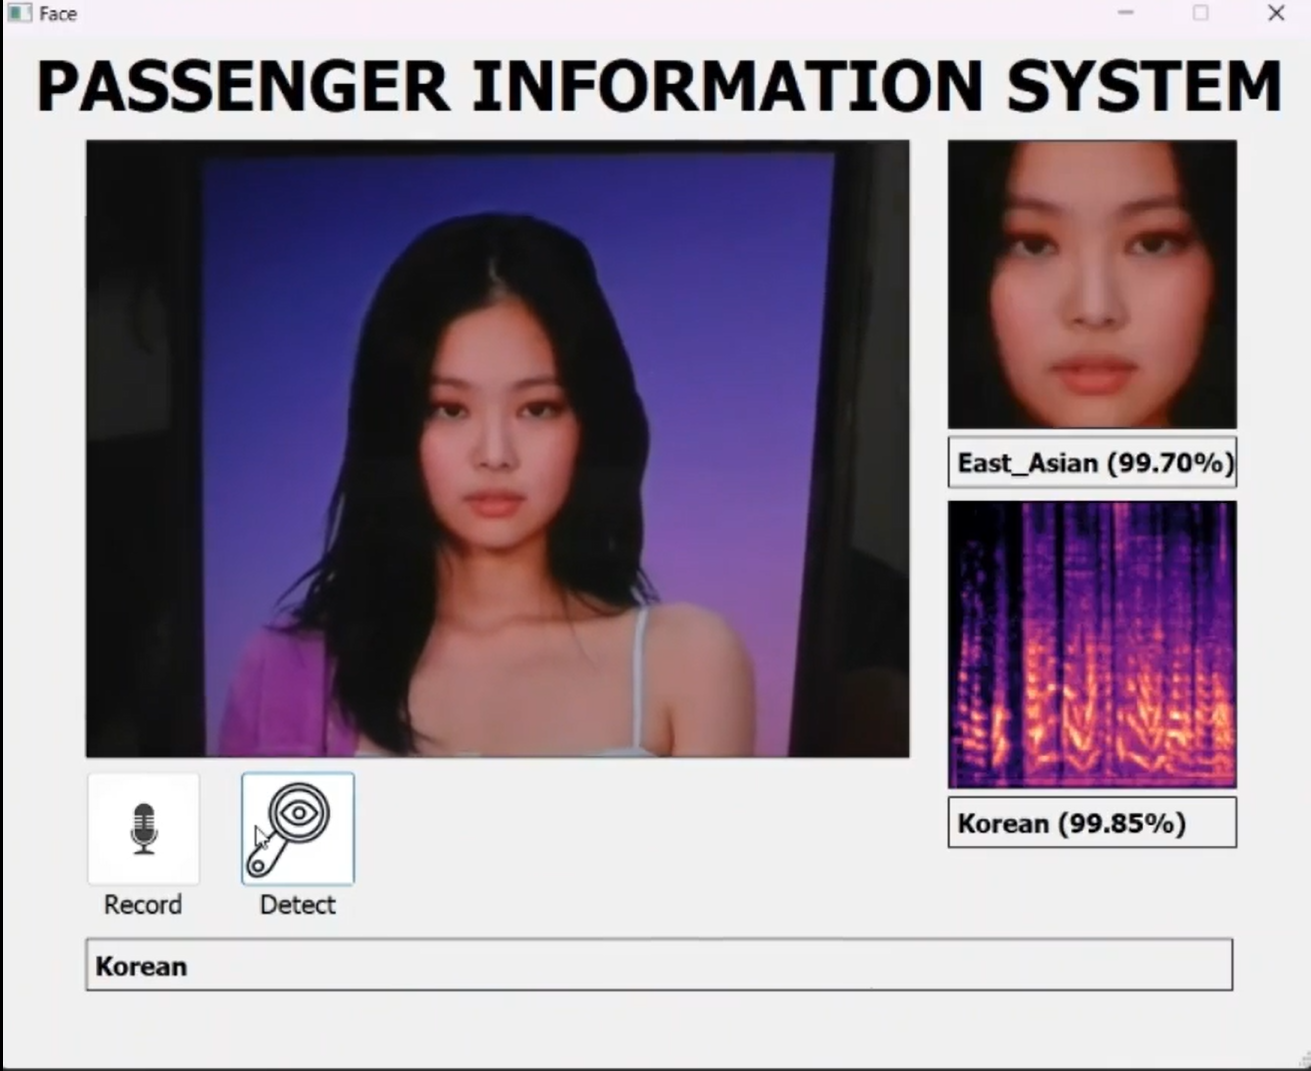 Face
PASSENGER INFORMATION SYSTEM
East_Asian (99.70%)
Korean (99.85%)
Record
Detect
Korean